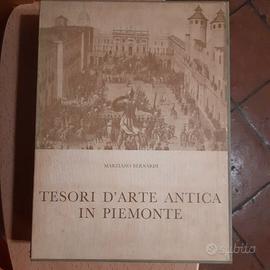 MARZIANO BERNARDI
TESORI D'ARTE ANTICA
IN PIEMONTE
subito